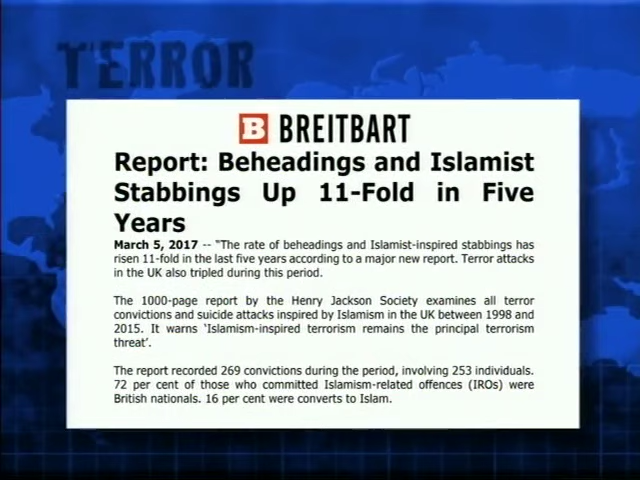 TERROR
B BREITBART
Report: Beheadings and Islamist
Stabbings Up 11-Fold in Five
Years
March 5, 2017 -- “The rate of beheadings and Islamist-inspired stabbings has
risen 11-fold in the last five years according to a major new report. Terror attacks
in the UK also tripled during this period.
The 1000-page report by the Henry Jackson Society examines all terror
convictions and suicide attacks inspired by Islamism in the UK between 1998 and
2015. It warns ‘Islamism-inspired terrorism remains the principal terrorism
threat’.
The report recorded 269 convictions during the period, involving 253 individuals.
72 per cent of those who committed Islamism-related offences (IROs) were
British nationals. 16 per cent were converts to Islam.